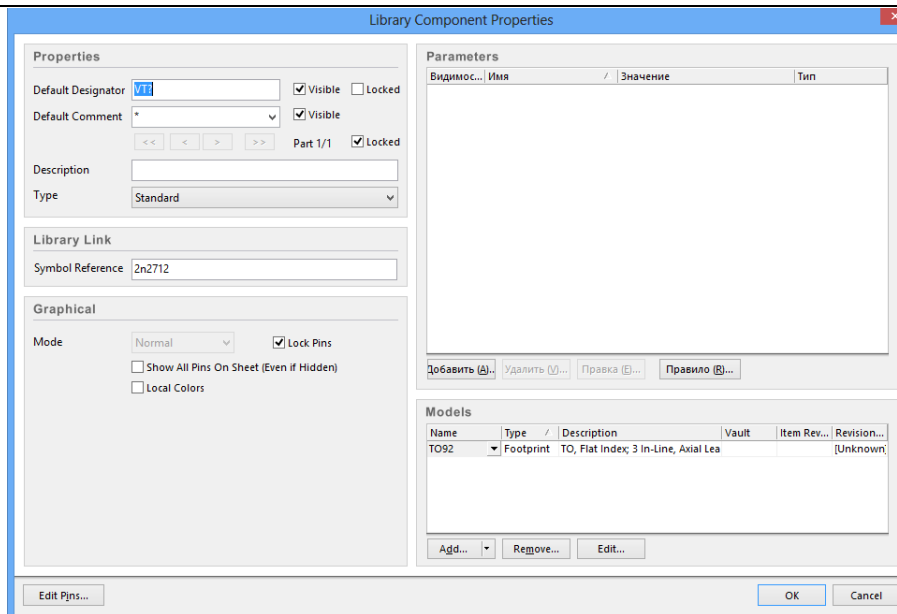 Library Component Properties
Properties
Default Designator VT? Visible Locked
Default Comment * Visible
<< < > >> Part 1/1 Locked
Description
Type Standard
Library Link
Symbol Reference 2n2712
Graphical
Mode Normal Lock Pins
Show All Pins On Sheet (Even if Hidden)
Local Colors
Parameters
Видимос... Имя / Значение Тип
Добавить (A).. Удалить (V)... Правка (E)... Правило (R)...
Models
Name Type / Description Vault Item Rev... Revision...
TO92 Footprint TO, Flat Index; 3 In-Line, Axial Lea [Unknown]
Add... Remove... Edit...
Edit Pins... OK Cancel